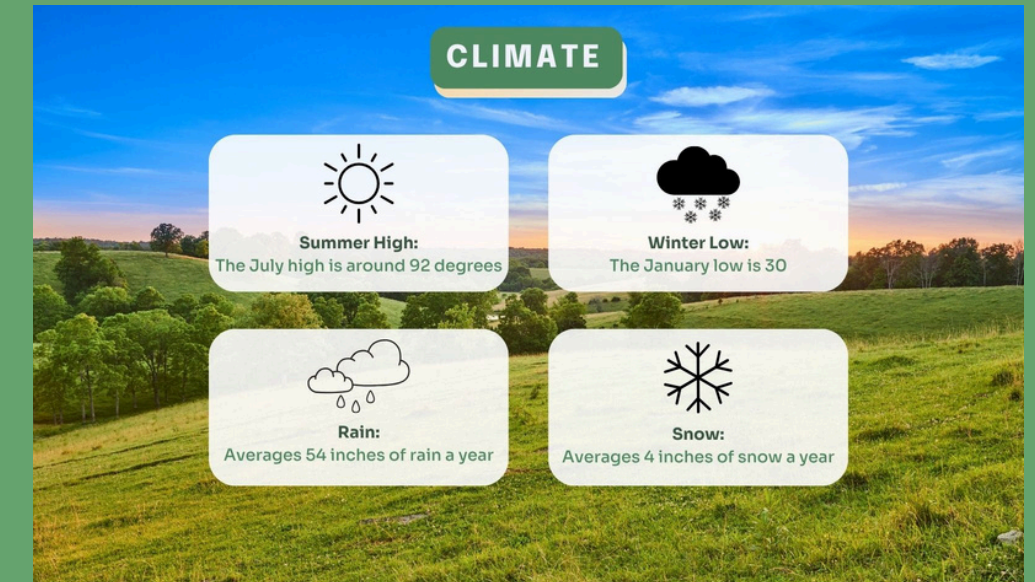 CLIMATE
Summer High:
The July high is around 92 degrees
Winter Low:
The January low is 30
Rain:
Averages 54 inches of rain a year
Snow:
Averages 4 inches of snow a year